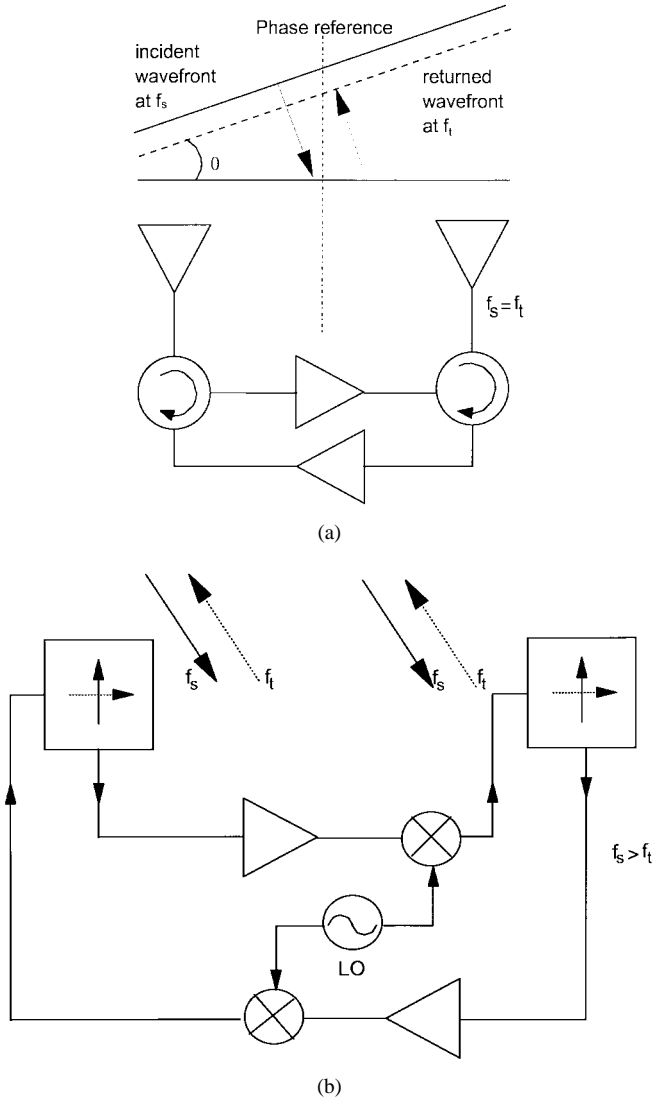 Phase reference
incident
wavefront
at fs
returned
wavefront
at ft
θ
fs=ft
(a)
fs
ft
fs
ft
fs>ft
LO
(b)